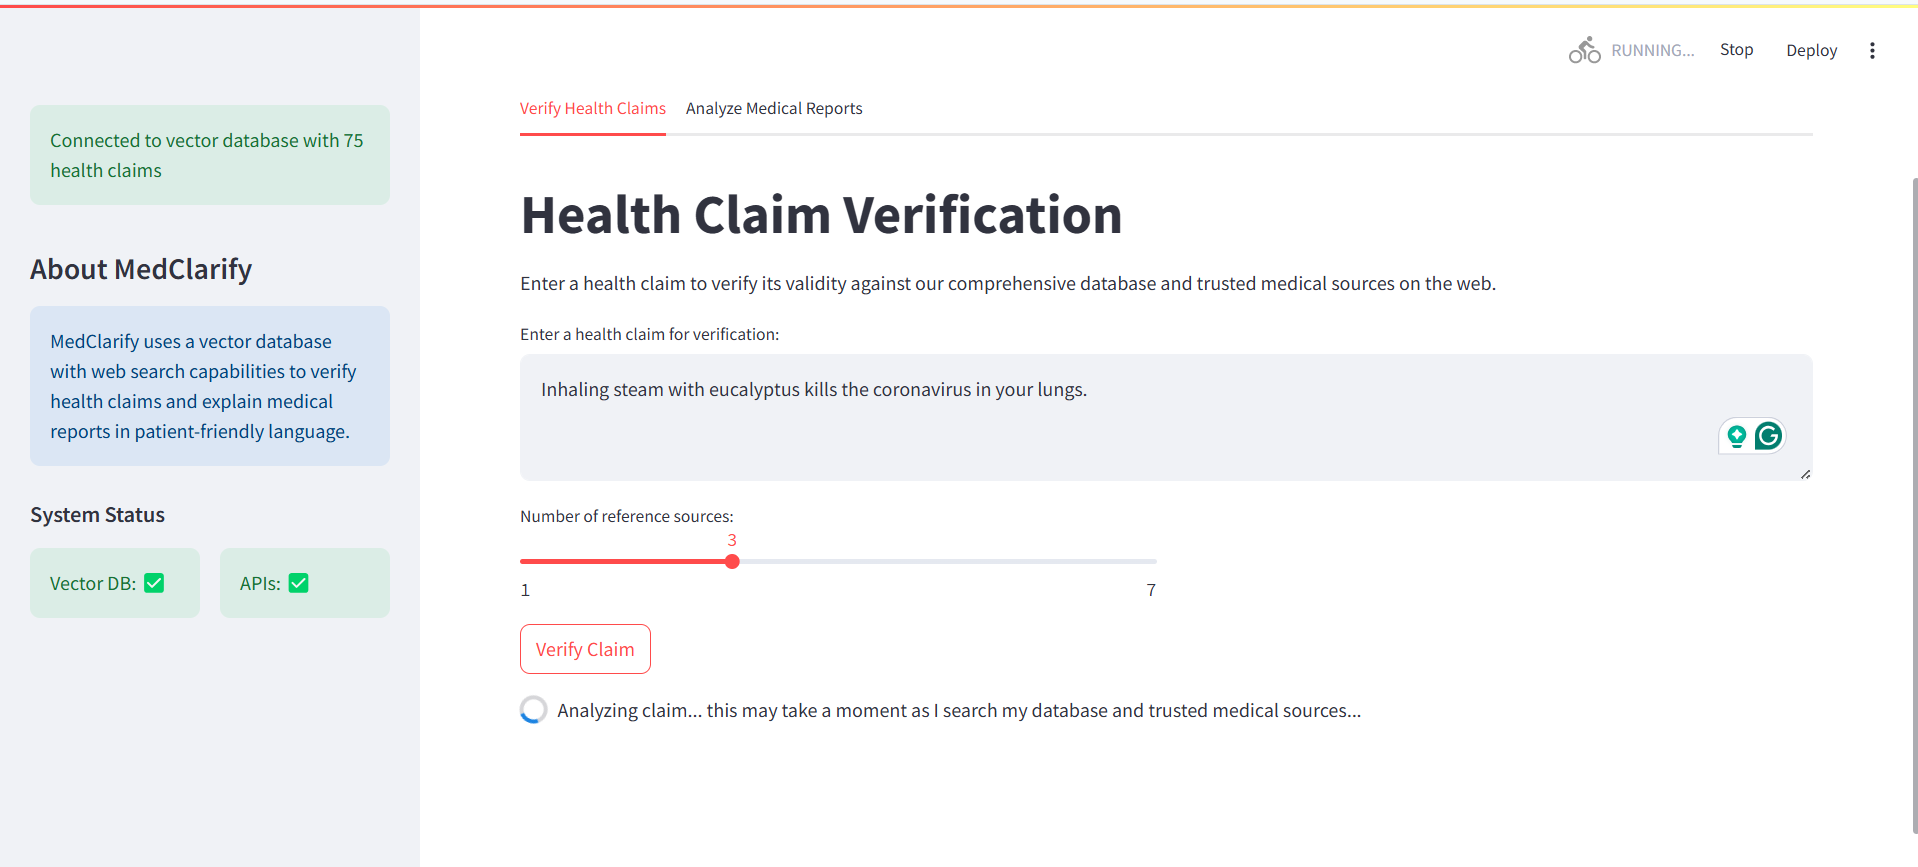 RUNNING...
Stop
Deploy
Connected to vector database with 75
health claims
About MedClarify
MedClarify uses a vector database
with web search capabilities to verify
health claims and explain medical
reports in patient-friendly language.
System Status
Vector DB: ✅
APIs: ✅
Verify Health Claims
Analyze Medical Reports
Health Claim Verification
Enter a health claim to verify its validity against our comprehensive database and trusted medical sources on the web.
Enter a health claim for verification:
Inhaling steam with eucalyptus kills the coronavirus in your lungs.
G
Number of reference sources:
3
1
7
Verify Claim
Analyzing claim... this may take a moment as I search my database and trusted medical sources...